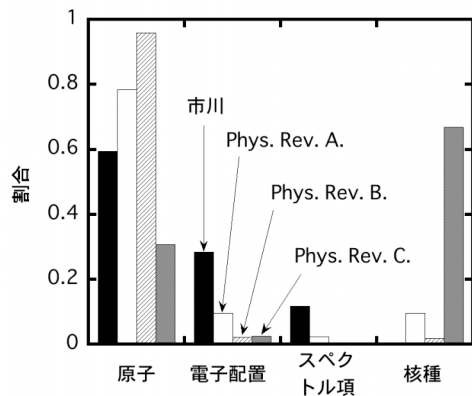 1
0.8
0.6
0.4
0.2
0
割合
市川
Phys. Rev. A.
Phys. Rev. B.
Phys. Rev. C.
原子
電子配置
スペク
トル項
核種